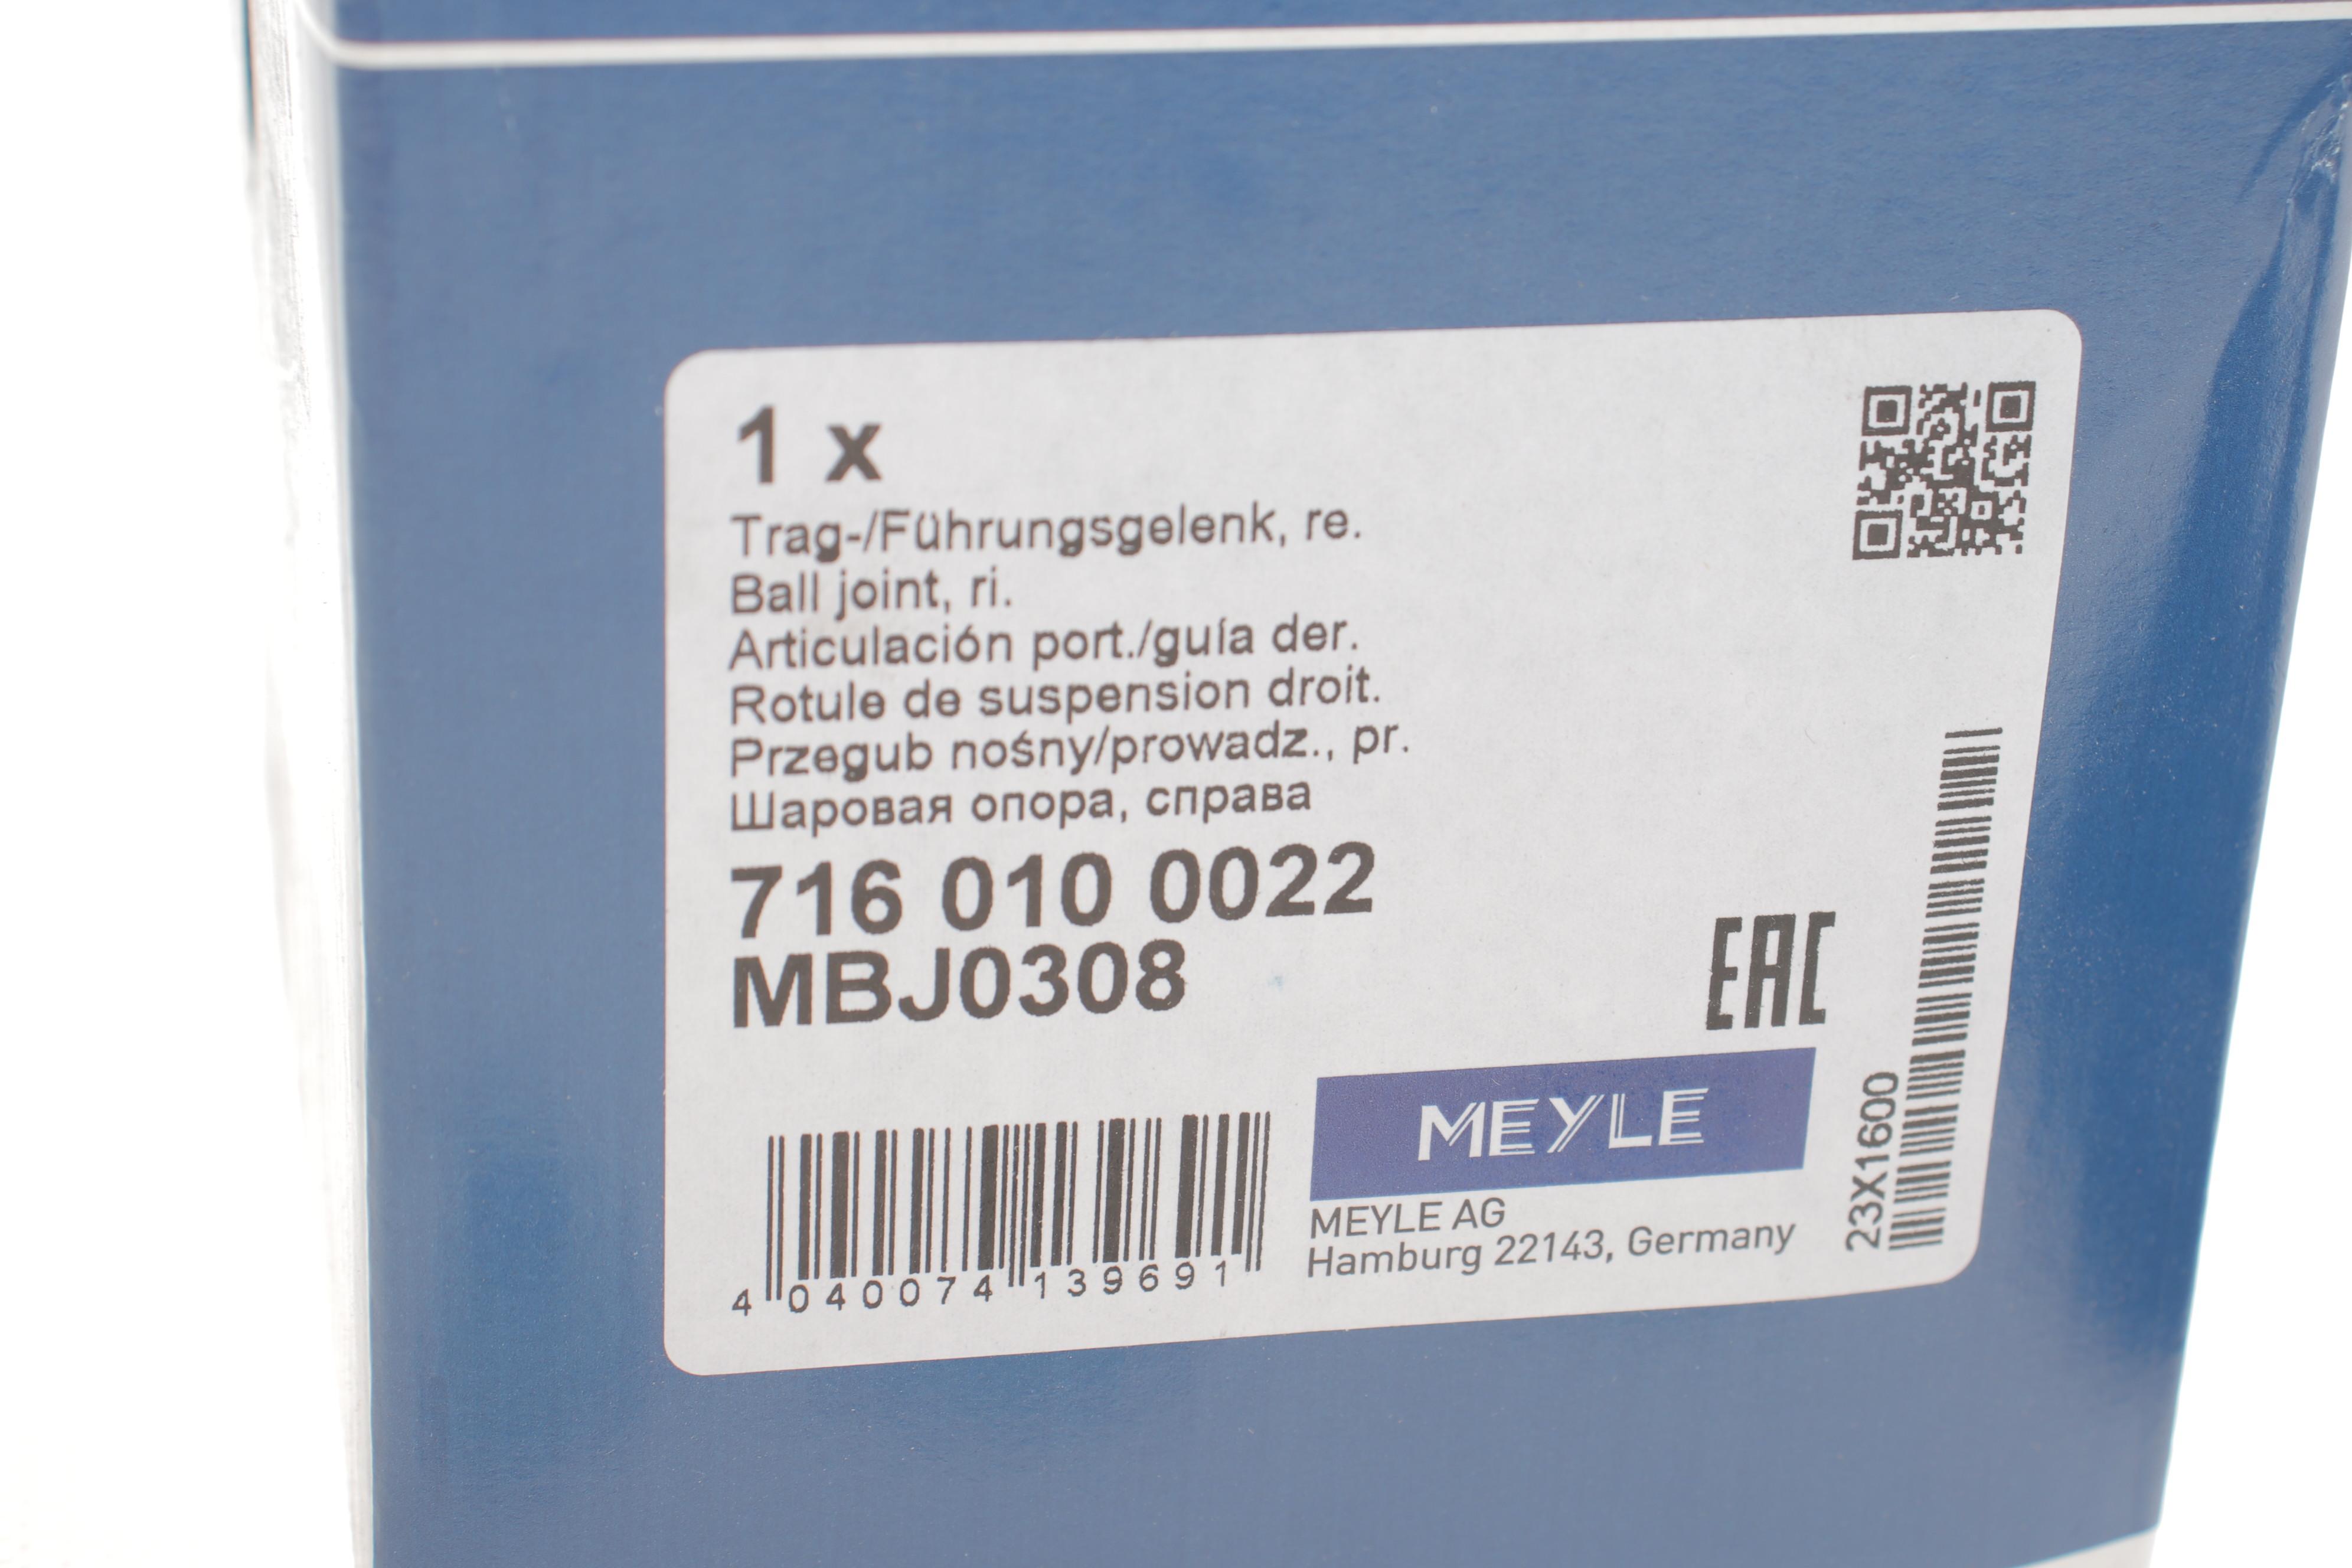 1 x
Trag-/Führungsgelenk, re.
Ball joint, ri.
Articulación port./guía der.
Rotule de suspension droit.
Przegub nośny/prowadz., pr.
Шаровая опора, справа
716 010 0022
MBJ0308
EAC
MEYLE
MEYLE AG
Hamburg 22143, Germany
4 040074 139691
23X1600